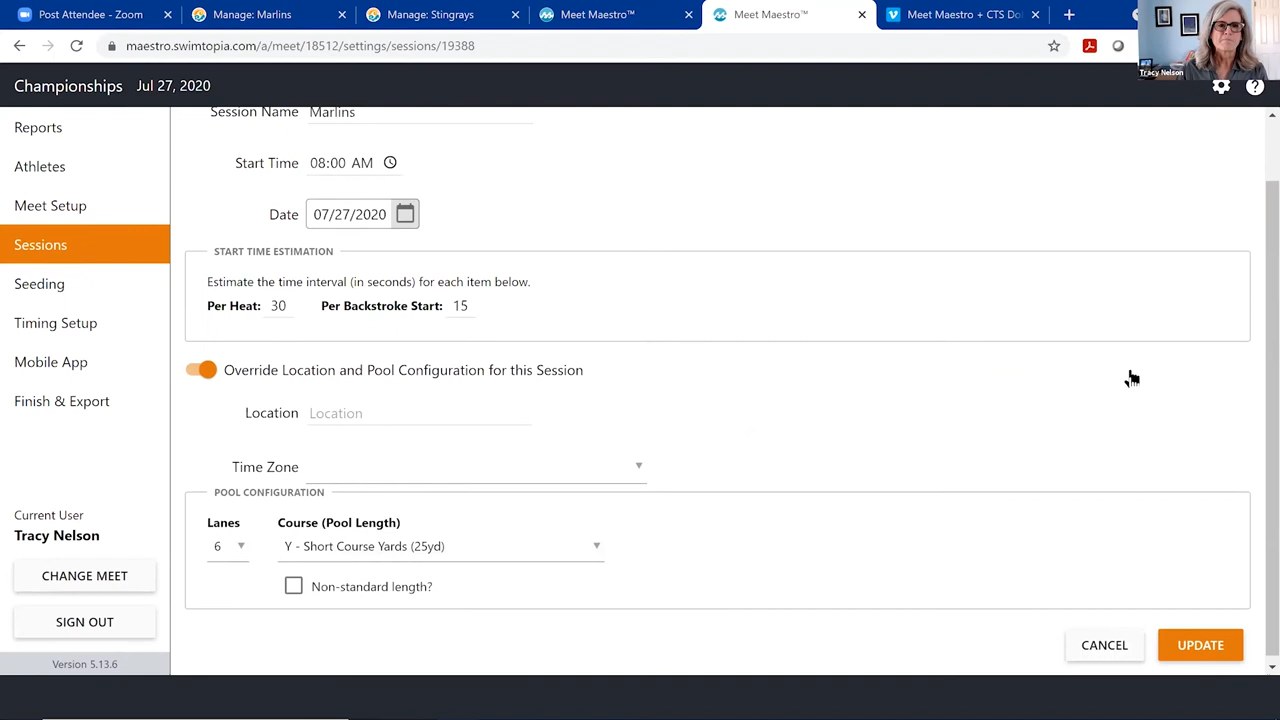 Post Attendee - Zoom
Manage: Marlins
Manage: Stingrays
Meet Maestro™
Meet Maestro™
Meet Maestro + CTS Do
maestro.swimtopia.com/a/meet/18512/settings/sessions/19388
Tracy Nelson
Championships Jul 27, 2020
Reports
Athletes
Meet Setup
Sessions
Seeding
Timing Setup
Mobile App
Finish & Export
Current User
Tracy Nelson
CHANGE MEET
SIGN OUT
Version 5.13.6
Session Name Marlins
Start Time 08:00 AM
Date 07/27/2020
START TIME ESTIMATION
Estimate the time interval (in seconds) for each item below.
Per Heat: 30 Per Backstroke Start: 15
Override Location and Pool Configuration for this Session
Location Location
Time Zone
POOL CONFIGURATION
Lanes Course (Pool Length)
6 Y - Short Course Yards (25yd)
Non-standard length?
CANCEL UPDATE